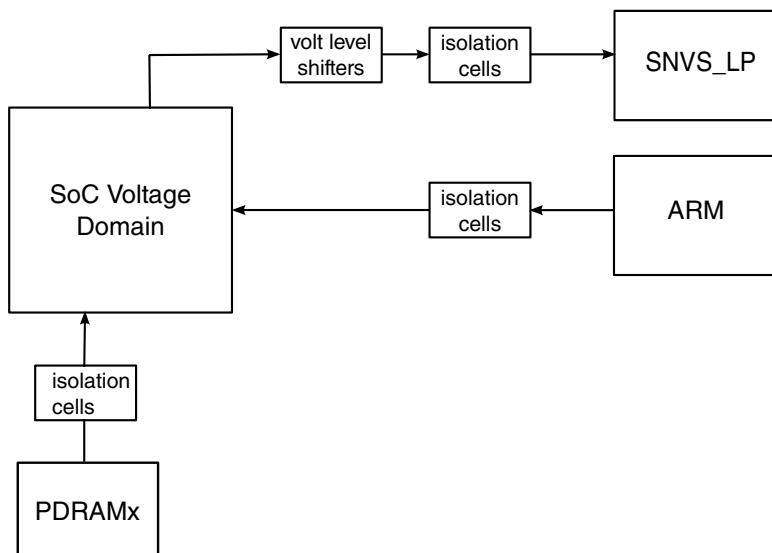 volt level
shifters
isolation
cells
SNVS_LP
SoC Voltage
Domain
isolation
cells
ARM
isolation
cells
PDRAMx